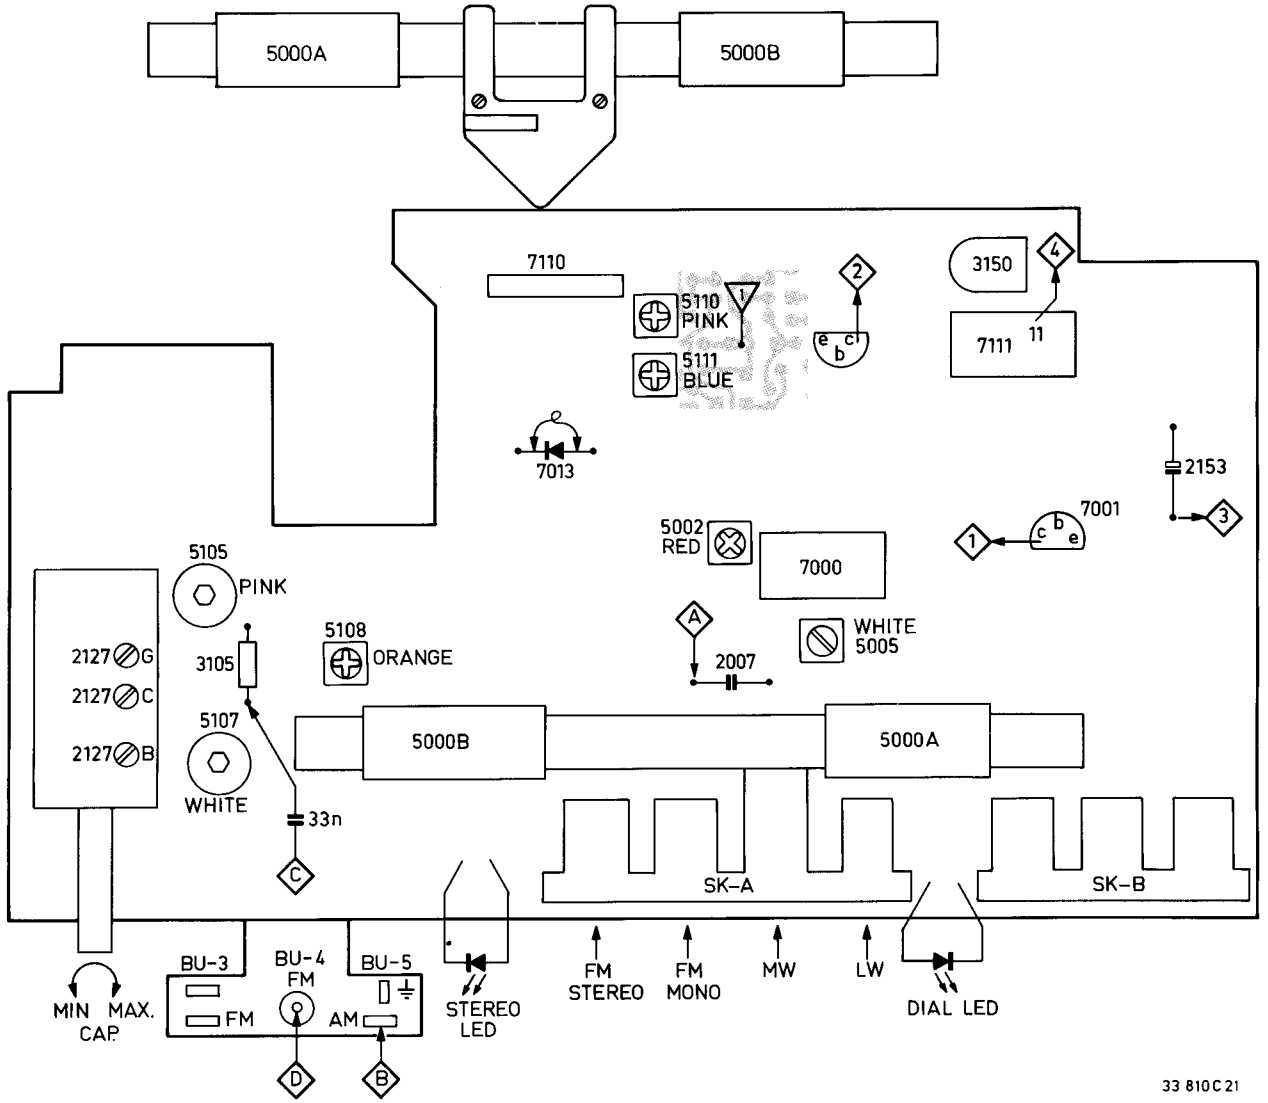 5000A
5000B
7110
5110
PINK
1
5111
BLUE
2
e c
b
3150
4
11
7111
7013
2153
3
7001
b
c e
1
5002
RED
7000
A
WHITE
5005
2007
5105
PINK
5108
ORANGE
3105
2127 G
2127 C
2127 B
5107
WHITE
33n
C
5000B
5000A
SK-A
SK-B
MIN MAX.
CAP.
BU-3
BU-4
FM
BU-5
FM
AM
D
B
STEREO
LED
FM
STEREO
FM
MONO
MW
LW
DIAL LED
33 810 C 21